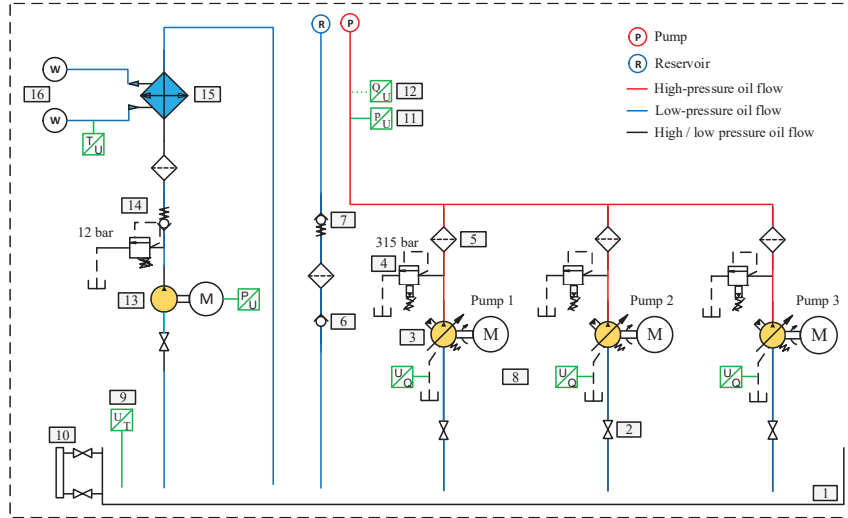 R
P
P
Pump
R
Reservoir
High-pressure oil flow
Low-pressure oil flow
High / low pressure oil flow
W
16
15
W
T
U
Q
U
12
p
U
11
14
12 bar
7
5
315 bar
4
13
M
P
U
6
3
Pump 1
M
Pump 2
M
Pump 3
M
U
Q
8
U
Q
U
Q
9
U
T
10
2
1